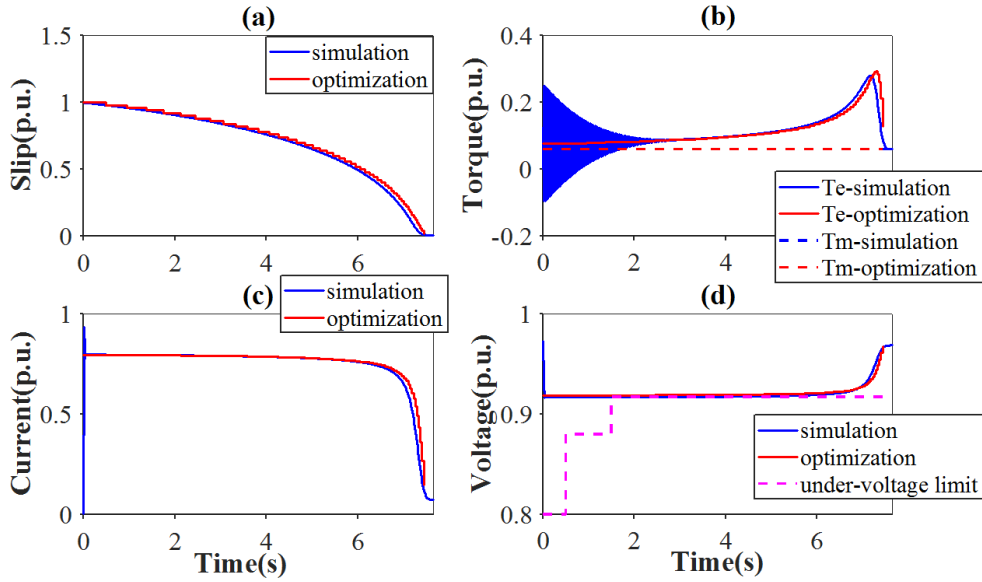 (a)
1.5
1
0.5
0
Slip(p.u.)
simulation
optimization
0 2 4 6
(b)
0.4
0.2
0
-0.2
Torque(p.u.)
Te-simulation
Te-optimization
Tm-simulation
Tm-optimization
0 2 4 6
(c)
1
0.5
0
Current(p.u.)
simulation
optimization
0 2 4 6
Time(s)
(d)
1
0.9
0.8
Voltage(p.u.)
simulation
optimization
under-voltage limit
0 2 4 6
Time(s)